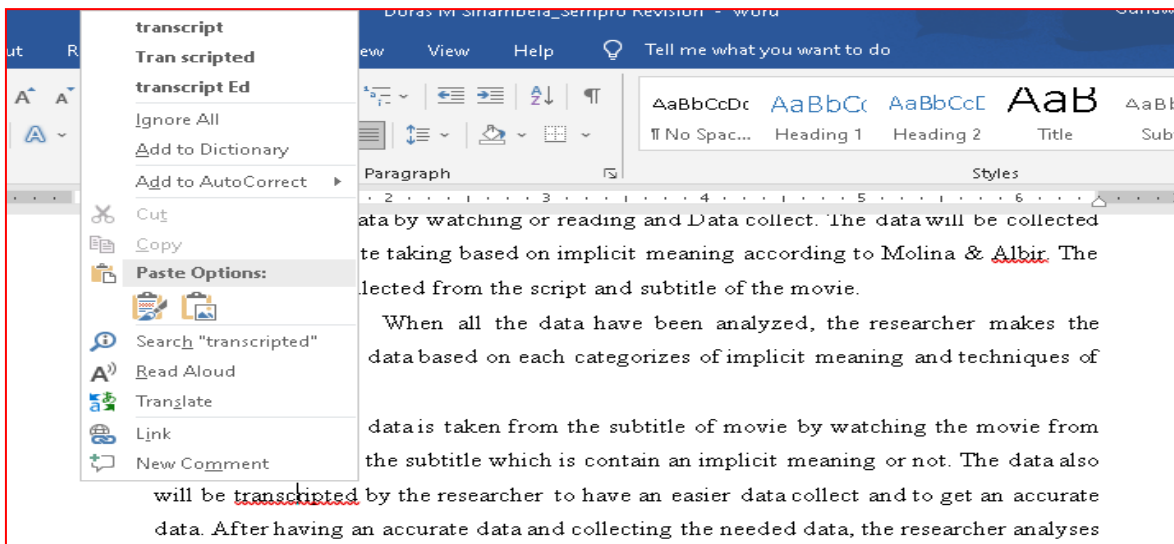 Duras M Sinambela_Sempro Revision - Word
ut R ew View Help Tell me what you want to do
transcript
Tran scripted
transcript Ed
Ignore All
Add to Dictionary
Add to AutoCorrect
Cut
Copy
Paste Options:
Search "transcripted"
Read Aloud
Translate
Link
New Comment
AaBbCcDc AaBbCc AaBbCcE AaB AaBb
¶ No Spac... Heading 1 Heading 2 Title Sub
Paragraph Styles
2 3 4 5 6
ata by watching or reading and Data collect. The data will be collected
te taking based on implicit meaning according to Molina & Albir. The
lected from the script and subtitle of the movie.
When all the data have been analyzed, the researcher makes the
data based on each categorizes of implicit meaning and techniques of
data is taken from the subtitle of movie by watching the movie from
the subtitle which is contain an implicit meaning or not. The data also
will be transcripted by the researcher to have an easier data collect and to get an accurate
data. After having an accurate data and collecting the needed data, the researcher analyses